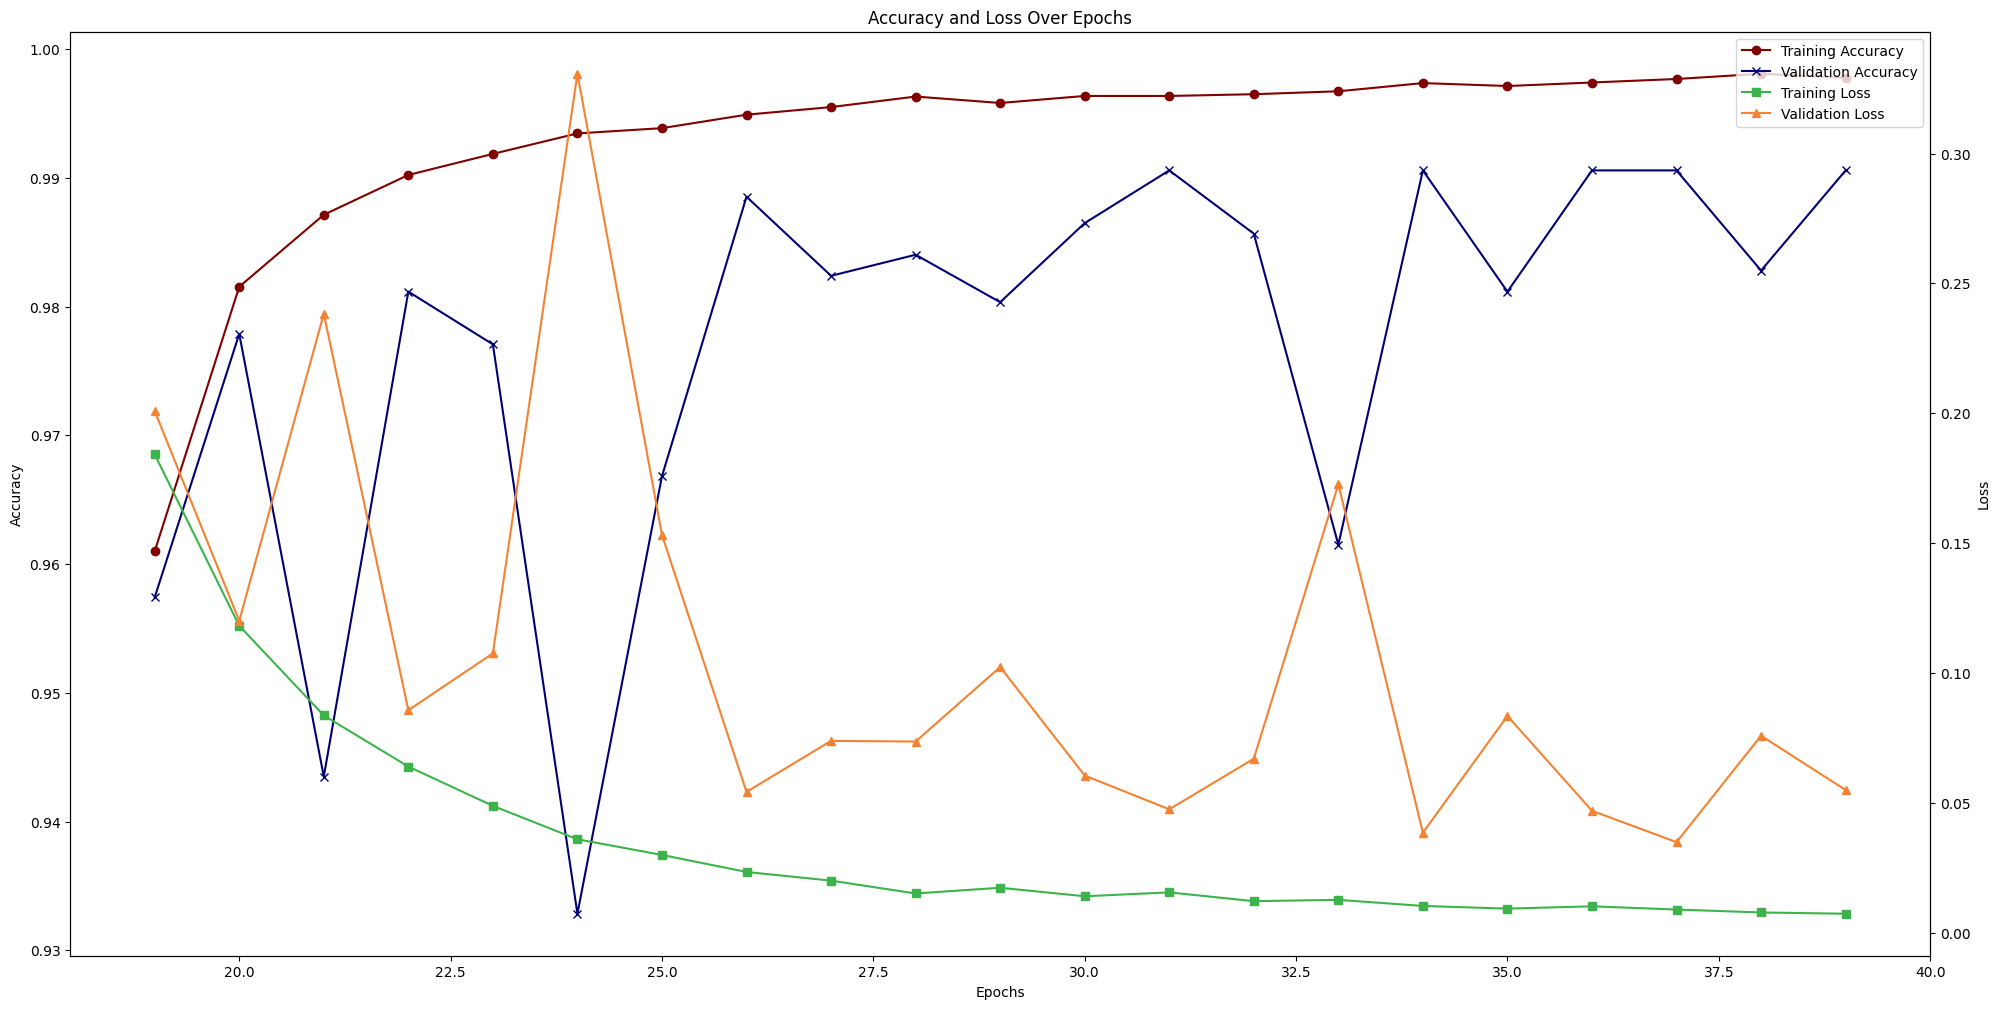 Accuracy and Loss Over Epochs
Training Accuracy
Validation Accuracy
Training Loss
Validation Loss
Accuracy
1.00
0.99
0.98
0.97
0.96
0.95
0.94
0.93
Loss
0.30
0.25
0.20
0.15
0.10
0.05
0.00
20.0 22.5 25.0 27.5 30.0 32.5 35.0 37.5 40.0
Epochs